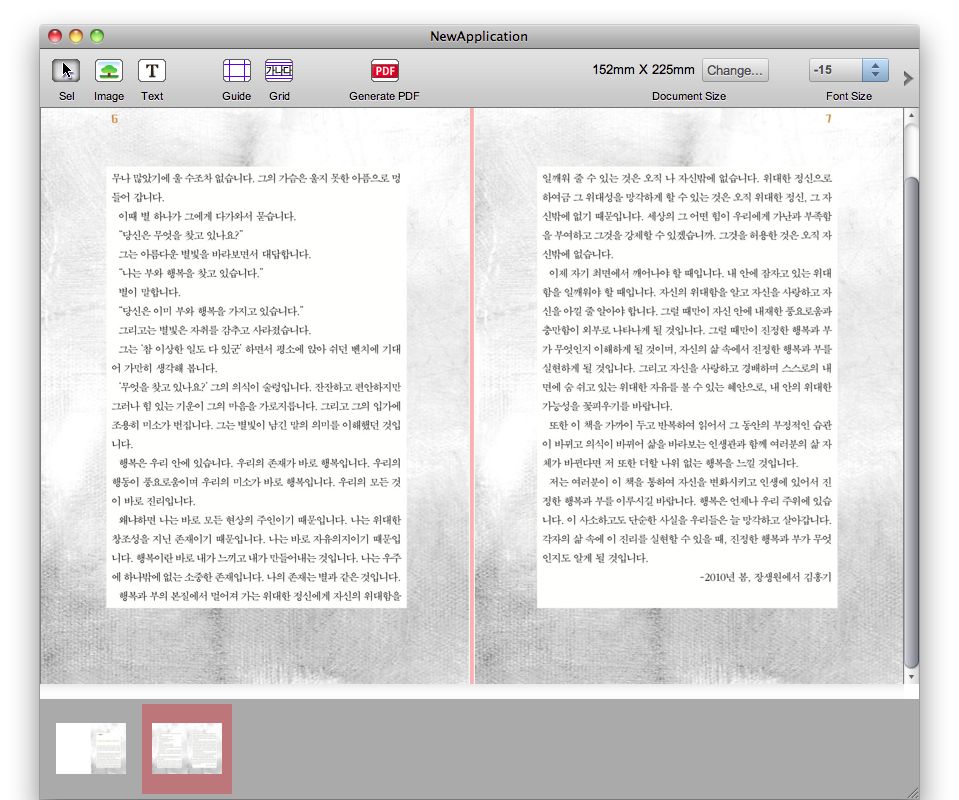 NewApplication
152mm X 225mm
Change...
-15
PDF
T
가나다
Sel
Image
Text
Guide
Grid
Generate PDF
Document Size
Font Size
6
무나 많았기에 울 수조차 없습니다. 그의 가슴은 울지 못한 아픔으로 멍
들어 갑니다.
이때 별 하나가 그에게 다가와서 묻습니다.
“당신은 무엇을 찾고 있나요?”
그는 아름다운 별빛을 바라보면서 대답합니다.
“나는 부와 행복을 찾고 있습니다.”
별이 말합니다.
“당신은 이미 부와 행복을 가지고 있습니다.”
그리고는 별빛은 자취를 감추고 사라졌습니다.
그는 ‘참 이상한 일도 다 있군’ 하면서 평소에 앉아 쉬던 벤치에 기대
어 가만히 생각해 봅니다.
‘무엇을 찾고 있나요?’ 그의 의식이 술렁입니다. 잔잔하고 편안하지만
그러나 힘 있는 기운이 그의 마음을 가로지릅니다. 그리고 그의 입가에
조용히 미소가 번집니다. 그는 별빛이 남긴 말의 의미를 이해했던 것입
니다.
행복은 우리 안에 있습니다. 우리의 존재가 바로 행복입니다. 우리의
행동이 풍요로움이며 우리의 미소가 바로 행복입니다. 우리의 모든 것
이 바로 진리입니다.
왜냐하면 나는 바로 모든 현상의 주인이기 때문입니다. 나는 위대한
창조성을 지닌 존재이기 때문입니다. 나는 바로 자유의지이기 때문입
니다. 행복이란 바로 내가 느끼고 내가 만들어내는 것입니다. 나는 우주
에 하나밖에 없는 소중한 존재입니다. 나의 존재는 별과 같은 것입니다.
행복과 부의 본질에서 멀어져 가는 위대한 정신에게 자신의 위대함을
7
일깨워 줄 수 있는 것은 오직 나 자신밖에 없습니다. 위대한 정신으로
하여금 그 위대성을 망각하게 할 수 있는 것은 오직 위대한 정신, 그 자
신밖에 없기 때문입니다. 세상의 그 어떤 힘이 우리에게 가난과 부족함
을 부여하고 그것을 강제할 수 있겠습니까. 그것을 허용한 것은 오직 자
신밖에 없습니다.
이제 자기 최면에서 깨어나야 할 때입니다. 내 안에 잠자고 있는 위대
함을 일깨워야 할 때입니다. 자신의 위대함을 알고 자신을 사랑하고 자
신을 아낄 줄 알아야 합니다. 그럴 때만이 자신 안에 내재한 풍요로움과
충만함이 외부로 나타나게 될 것입니다. 그럴 때만이 진정한 행복과 부
가 무엇인지 이해하게 될 것이며, 자신의 삶 속에서 진정한 행복과 부를
실현하게 될 것입니다. 그리고 자신을 사랑하고 경배하며 스스로의 내
면에 숨 쉬고 있는 위대한 자유를 볼 수 있는 혜안으로, 내 안의 위대한
가능성을 꽃피우기를 바랍니다.
또한 이 책을 가까이 두고 반복하여 읽어서 그 동안의 부정적인 습관
이 바뀌고 의식이 바뀌어 삶을 바라보는 인생관과 함께 여러분의 삶 자
체가 바뀐다면 저 또한 더할 나위 없는 행복을 느낄 것입니다.
저는 여러분이 이 책을 통하여 자신을 변화시키고 인생에 있어서 진
정한 행복과 부를 이루시길 바랍니다. 행복은 언제나 우리 주위에 있습
니다. 이 사소하고도 단순한 사실을 우리들은 늘 망각하고 살아갑니다.
각자의 삶 속에 이 진리를 실현할 수 있을 때, 진정한 행복과 부가 무엇
인지도 알게 될 것입니다.
-2010년 봄, 장생원에서 김홍기